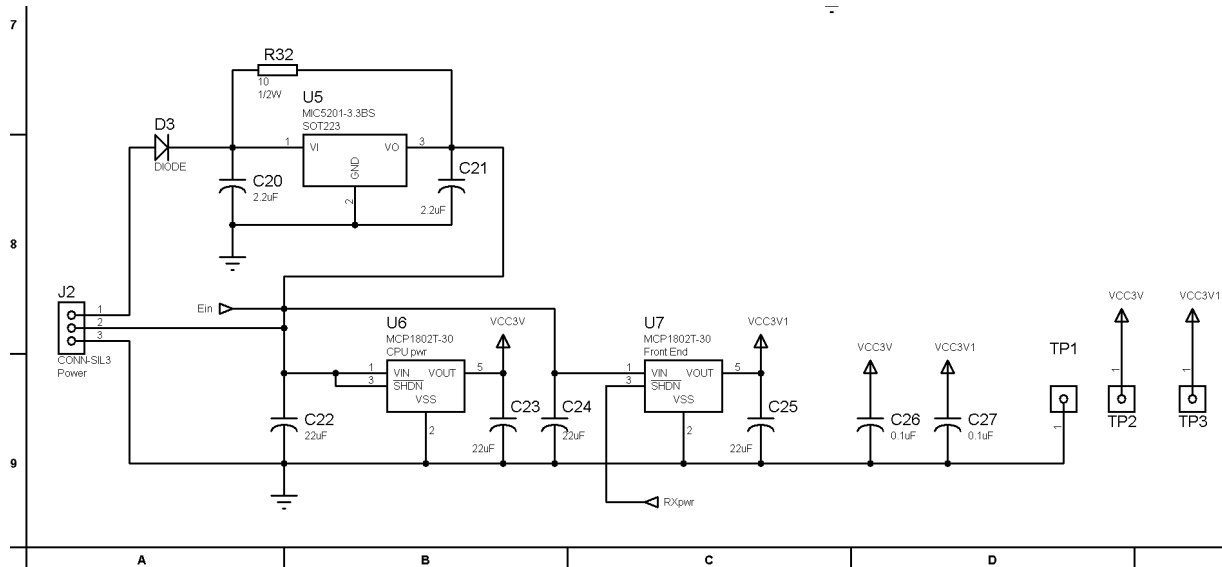 7
R32
10
1/2W
U5
MIC5201-3.3BS
SOT223
D3
DIODE
1
VI
VO
3
GND
2
C20
2.2uF
C21
2.2uF
8
J2
1
2
3
CONN-SIL3
Power
Ein
U6
MCP1802T-30
CPU pwr
1
VIN
VOUT
5
3
SHDN
VSS
2
VCC3V
C22
22uF
C23
22uF
C24
22uF
U7
MCP1802T-30
Front End
1
VIN
VOUT
5
3
SHDN
VSS
2
VCC3V1
C25
22uF
RXpwr
VCC3V
C26
0.1uF
VCC3V1
C27
0.1uF
TP1
1
VCC3V
1
TP2
VCC3V1
1
TP3
9
A
B
C
D